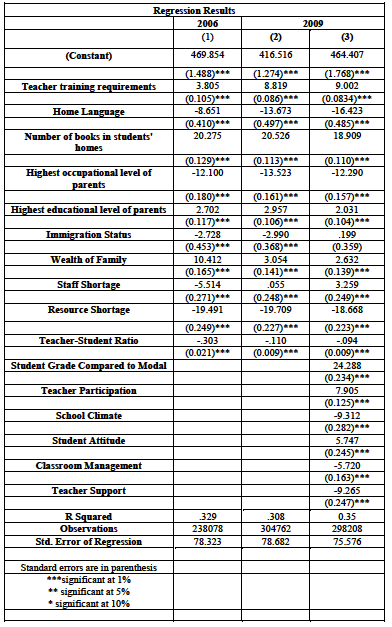 Regression Results
2006 2009
(1) (2) (3)
(Constant) 469.854 416.516 464.407
(1.488)*** (1.274)*** (1.768)***
Teacher training requirements 3.805 8.819 9.002
(0.105)*** (0.086)*** (0.0834)***
Home Language -8.651 -13.673 -16.423
(0.410)*** (0.497)*** (0.485)***
Number of books in students' 20.275 20.526 18.909
homes
(0.129)*** (0.113)*** (0.110)***
Highest occupational level of -12.100 -13.523 -12.290
parents
(0.180)*** (0.161)*** (0.157)***
Highest educational level of parents 2.702 2.957 2.031
(0.117)*** (0.106)*** (0.104)***
Immigration Status -2.728 -2.990 .199
(0.453)*** (0.368)*** (0.359)
Wealth of Family 10.412 3.054 2.632
(0.165)*** (0.141)*** (0.139)***
Staff Shortage -5.514 .055 3.259
(0.271)*** (0.248)*** (0.249)***
Resource Shortage -19.491 -19.709 -18.668
(0.249)*** (0.227)*** (0.223)***
Teacher-Student Ratio -.303 -.110 -.094
(0.021)*** (0.009)*** (0.009)***
Student Grade Compared to Modal 24.288
(0.234)***
Teacher Participation 7.905
(0.125)***
School Climate -9.312
(0.282)***
Student Attitude 5.747
(0.245)***
Classroom Management -5.720
(0.163)***
Teacher Support -9.265
(0.247)***
R Squared .329 .308 0.35
Observations 238078 304762 298208
Std. Error of Regression 78.323 78.682 75.576
Standard errors are in parenthesis
***significant at 1%
** significant at 5%
* significant at 10%